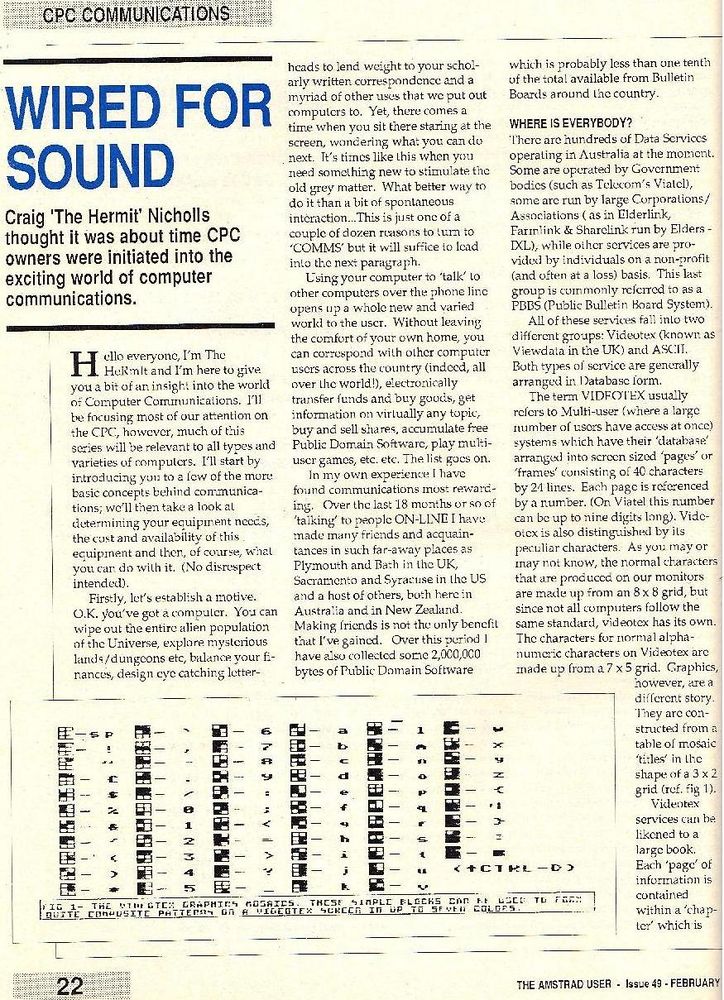 CPC COMMUNICATIONS
WIRED FOR
SOUND
Craig 'The Hermit' Nicholls
thought it was about time CPC
owners were initiated into the
exciting world of computer
communications.
Hello everyone, I'm The
HeRmIt and I'm here to give
you a bit of an insight into the world
of Computer Communications. I'll
be focusing most of our attention on
the CPC, however, much of this
series will be relevant to all types and
varieties of computers. I'll start by
introducing you to a few of the more
basic concepts behind communica-
tions; we'll then take a look at
determining your equipment needs,
the cost and availability of this
equipment and then, of course, what
you can do with it. (No disrespect
intended).
Firstly, let's establish a motive.
O.K. you've got a computer. You can
wipe out the entire alien population
of the Universe, explore mysterious
lands/dungeons etc, balance your fi-
nances, design eye catching letter-
heads to lend weight to your schol-
arly written correspondence and a
myriad of other uses that we put out
computers to. Yet, there comes a
time when you sit there staring at the
screen, wondering what you can do
next. It's times like this when you
need something new to stimulate the
old grey matter. What better way to
do it than a bit of spontaneous
interaction...This is just one of a
couple of dozen reasons to turn to
'COMMS' but it will suffice to lead
into the next paragraph.
Using your computer to 'talk' to
other computers over the phone line
opens up a whole new and varied
world to the user. Without leaving
the comfort of your own home, you
can correspond with other computer
users across the country (indeed, all
over the world!), electronically
transfer funds and buy goods, get
information on virtually any topic,
buy and sell shares, accumulate free
Public Domain Software, play multi-
user games, etc. etc. The list goes on.
In my own experience I have
found communications most reward-
ing. Over the last 18 months or so of
'talking' to people ON-LINE I have
made many friends and acquain-
tances in such far-away places as
Plymouth and Bath in the UK,
Sacramento and Syracuse in the US
and a host of others, both here in
Australia and in New Zealand.
Making friends is not the only benefit
that I've gained. Over this period I
have also collected some 2,000,000
bytes of Public Domain Software
which is probably less than one tenth
of the total available from Bulletin
Boards around the country.
WHERE IS EVERYBODY?
There are hundreds of Data Services
operating in Australia at the moment.
Some are operated by Government
bodies (such as Telecom's Viatel),
some are run by large Corporations/
Associations ( as in Elderlink,
Farmlink & Sharelink run by Elders -
IXL), while other services are pro-
vided by individuals on a non-profit
(and often at a loss) basis. This last
group is commonly referred to as a
PBBS (Public Bulletin Board System).
All of these services fall into two
different groups: Videotex (known as
Viewdata in the UK) and ASCII.
Both types of service are generally
arranged in Database form.
The term VIDEOTEX usually
refers to Multi-user (where a large
number of users have access at once)
systems which have their 'database'
arranged into screen sized 'pages' or
'frames' consisting of 40 characters
by 24 lines. Each page is referenced
by a number. (On Viatel this number
can be up to nine digits long). Vide-
otex is also distinguished by its
peculiar characters. As you may or
may not know, the normal characters
that are produced on our monitors
are made up from an 8 x 8 grid, but
since not all computers follow the
same standard, videotex has its own.
The characters for normal alpha-
numeric characters on Videotex are
made up from a 7 x 5 grid. Graphics,
however, are a
different story.
They are con-
structed from a
table of mosaic
'titles' in the
shape of a 3 x 2
grid (ref. fig 1).
Videotex
services can be
likened to a
large book.
Each 'page' of
information is
contained
within a 'chap-
ter' which is
(+CTRL-D)
FIG 1- THE VIDEOTEX GRAPHICS MOSAICS. THESE SIMPLE BLOCKS CAN BE USED TO FORM
QUITE COMPOSITE PATTERNS ON A VIDEOTEX SCREEN IN UP TO SEVEN COLORS.
22
THE AMSTRAD USER - Issue 49 - FEBRUARY